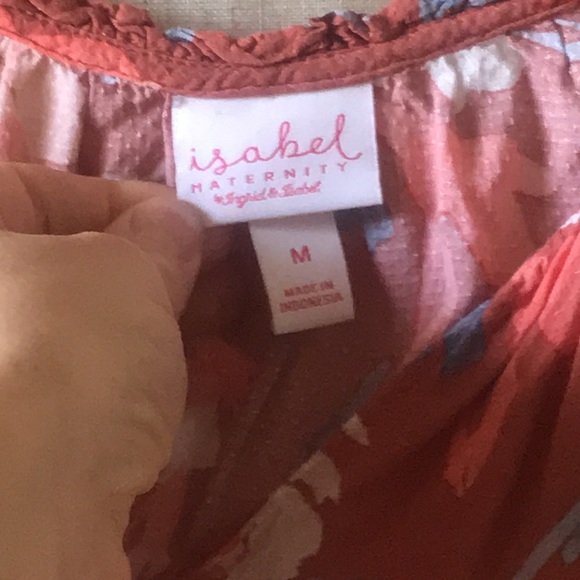 isabel
MATERNITY
by Ingrid & Isabel
M
MADE IN
INDONESIA